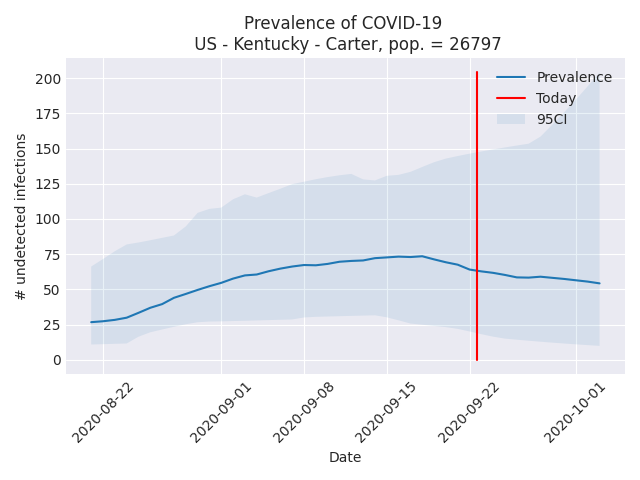 Prevalence of COVID-19
US - Kentucky - Carter, pop. = 26797
200
175
150
125
100
75
50
25
0
# undetected infections
Prevalence
Today
95CI
2020-08-22
2020-09-01
2020-09-08
2020-09-15
2020-09-22
2020-10-01
Date